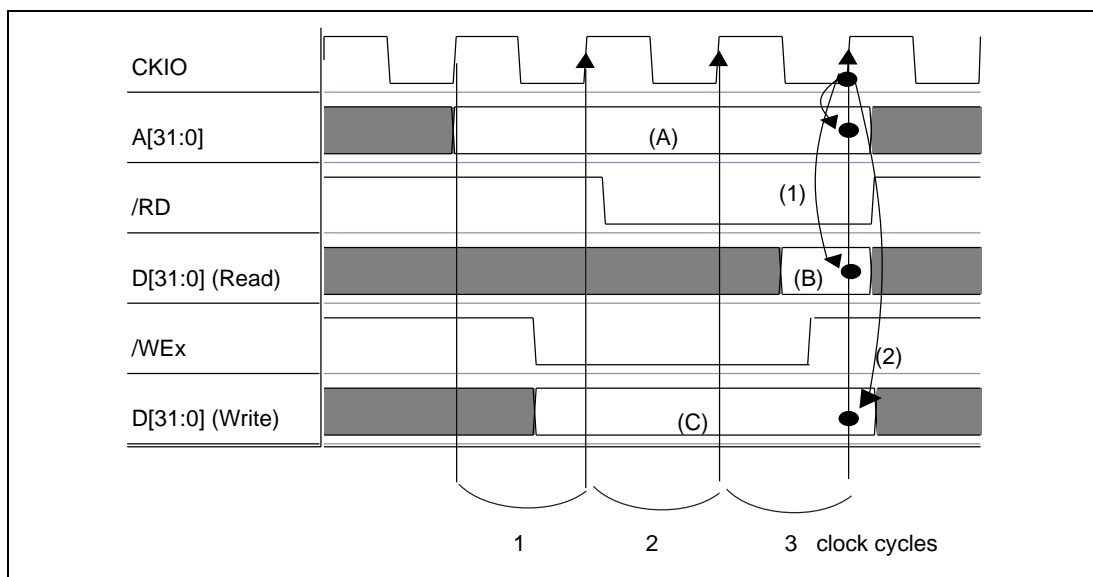 CKIO
A[31:0]
(A)
/RD
(1)
D[31:0] (Read)
(B)
/WEx
(2)
D[31:0] (Write)
(C)
1 2 3 clock cycles